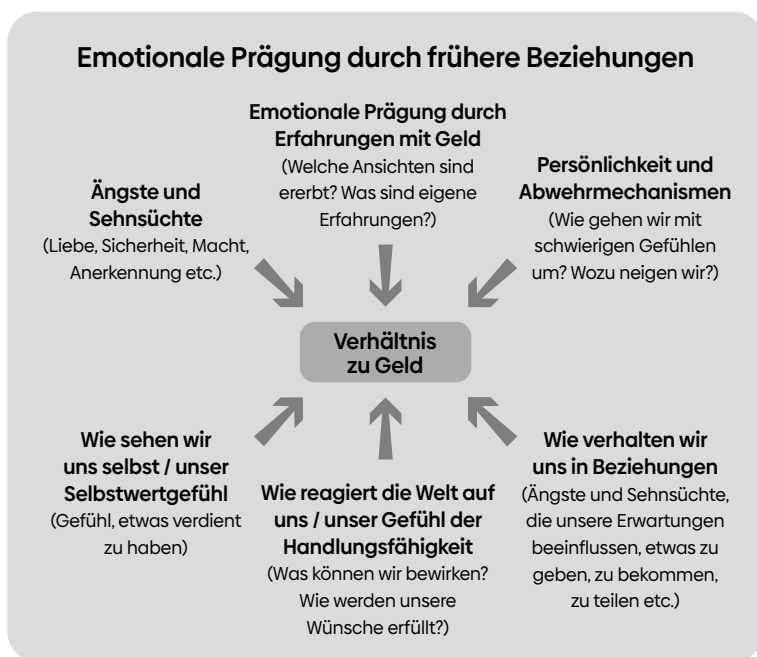 Emotionale Prägung durch frühere Beziehungen
Emotionale Prägung durch
Erfahrungen mit Geld
(Welche Ansichten sind
ererbt? Was sind eigene
Erfahrungen?)
Ängste und
Sehnsüchte
(Liebe, Sicherheit, Macht,
Anerkennung etc.)
Persönlichkeit und
Abwehrmechanismen
(Wie gehen wir mit
schwierigen Gefühlen
um? Wozu neigen wir?)
Verhältnis
zu Geld
Wie sehen wir
uns selbst / unser
Selbstwertgefühl
(Gefühl, etwas verdient
zu haben)
Wie reagiert die Welt auf
uns / unser Gefühl der
Handlungsfähigkeit
(Was können wir bewirken?
Wie werden unsere
Wünsche erfüllt?)
Wie verhalten wir
uns in Beziehungen
(Ängste und Sehnsüchte,
die unsere Erwartungen
beeinflussen, etwas zu
geben, zu bekommen,
zu teilen etc.)